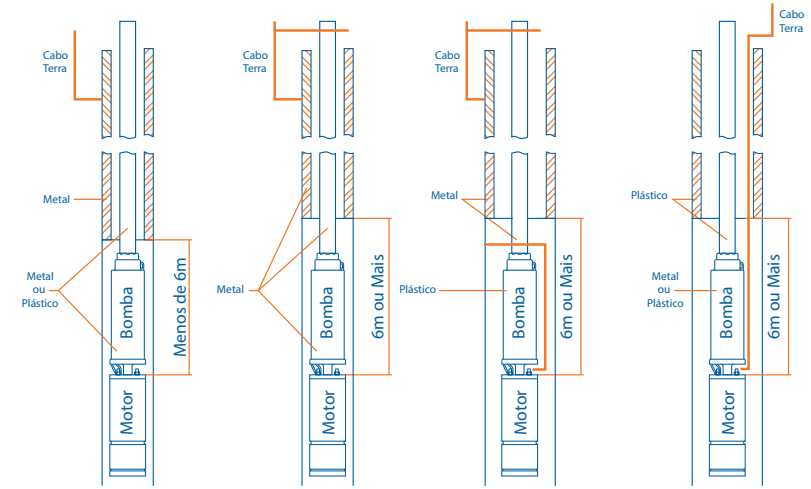 Cabo
Terra
Metal
Metal
ou
Plástico
Bomba
Motor
Menos de 6m
Cabo
Terra
Metal
Bomba
Motor
6m ou Mais
Cabo
Terra
Metal
Plástico
Bomba
Motor
6m ou Mais
Cabo
Terra
Plástico
Metal
ou
Plástico
Bomba
Motor
6m ou Mais